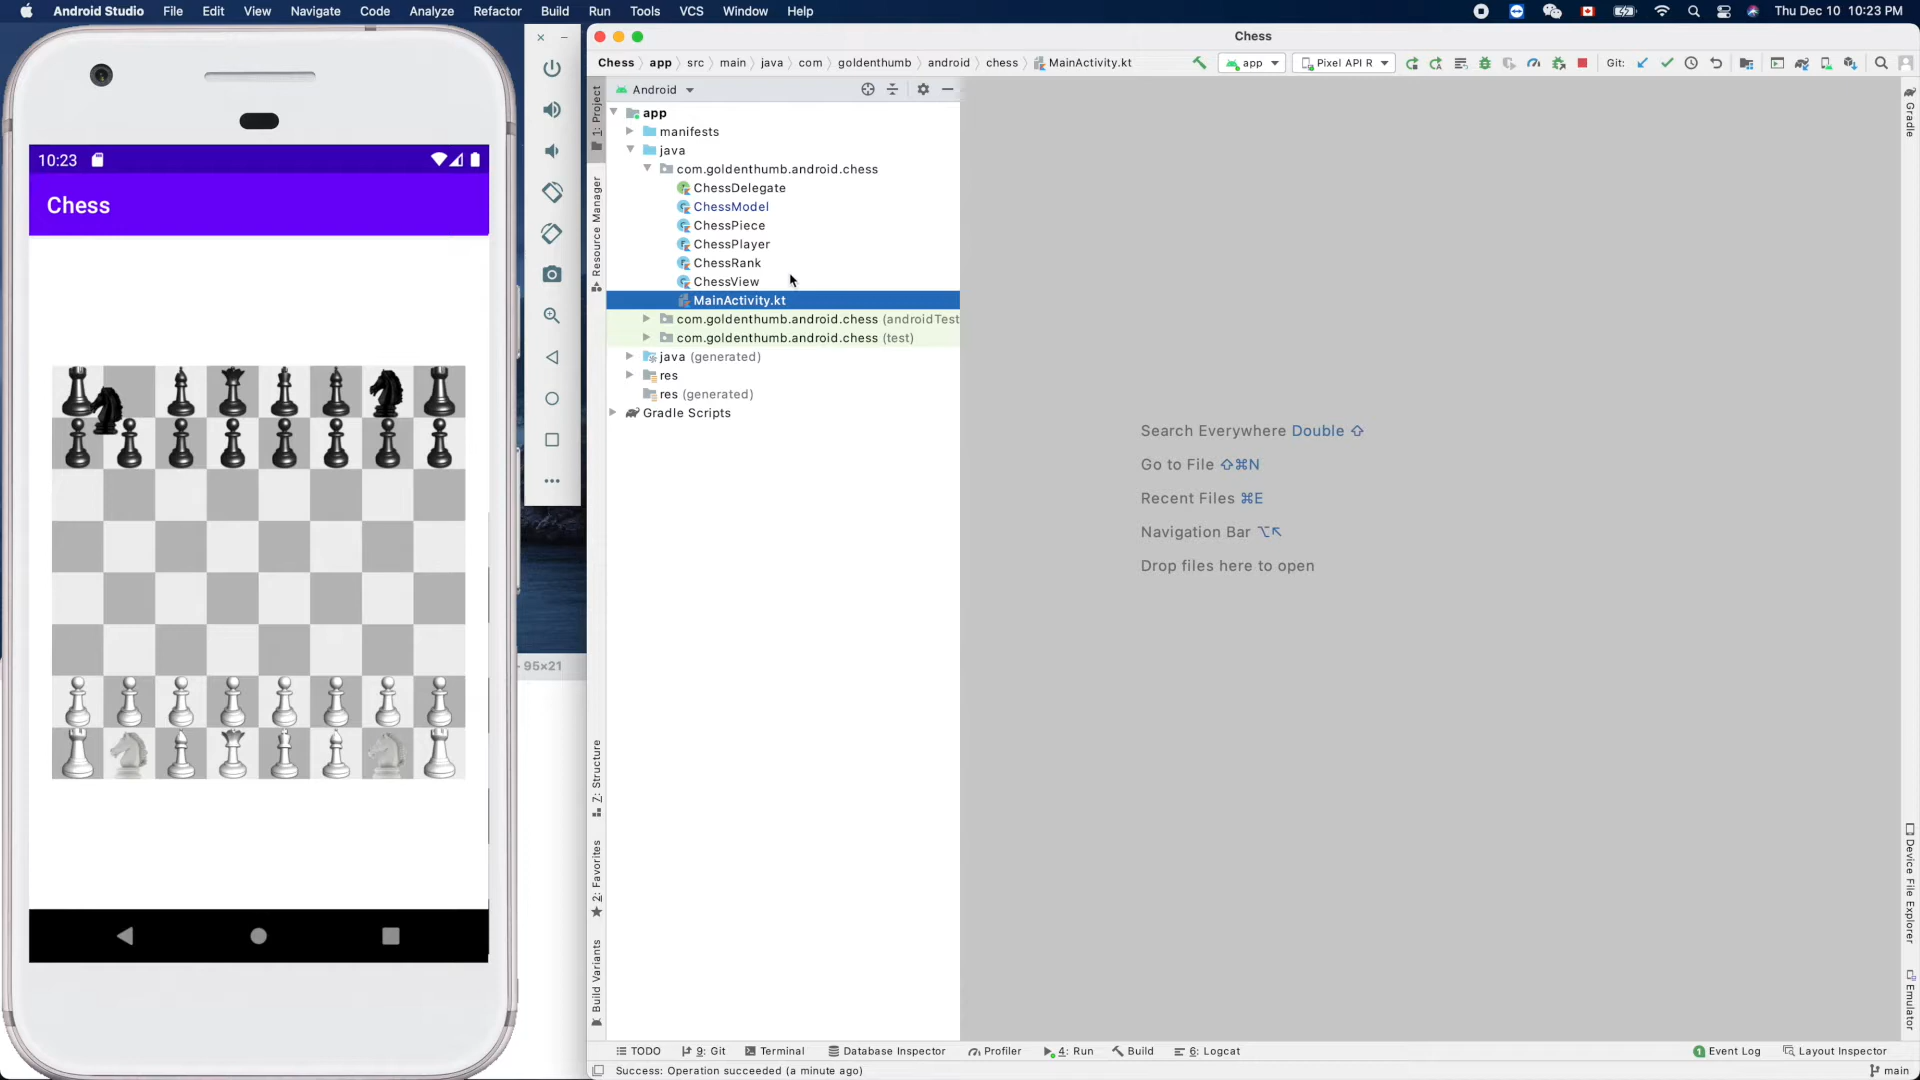 Android Studio File Edit View Navigate Code Analyze Refactor Build Run Tools VCS Window Help Thu Dec 10 10:23 PM
Chess
Chess app src main java com goldenthumb android chess MainActivity.kt app Pixel API R Git:
Android
1: Project
Resource Manager
Z: Structure
2: Favorites
Build Variants
app
manifests
java
com.goldenthumb.android.chess
ChessDelegate
ChessModel
ChessPiece
ChessPlayer
ChessRank
ChessView
MainActivity.kt
com.goldenthumb.android.chess (androidTest
com.goldenthumb.android.chess (test)
java (generated)
res
res (generated)
Gradle Scripts
10:23
Chess
95×21
Search Everywhere Double ⇧
Go to File ⇧⌘N
Recent Files ⌘E
Navigation Bar ⌥↖
Drop files here to open
Gradle
Device File Explorer
Emulator
TODO 9: Git Terminal Database Inspector Profiler 4: Run Build 6: Logcat 1 Event Log Layout Inspector
Success: Operation succeeded (a minute ago) main